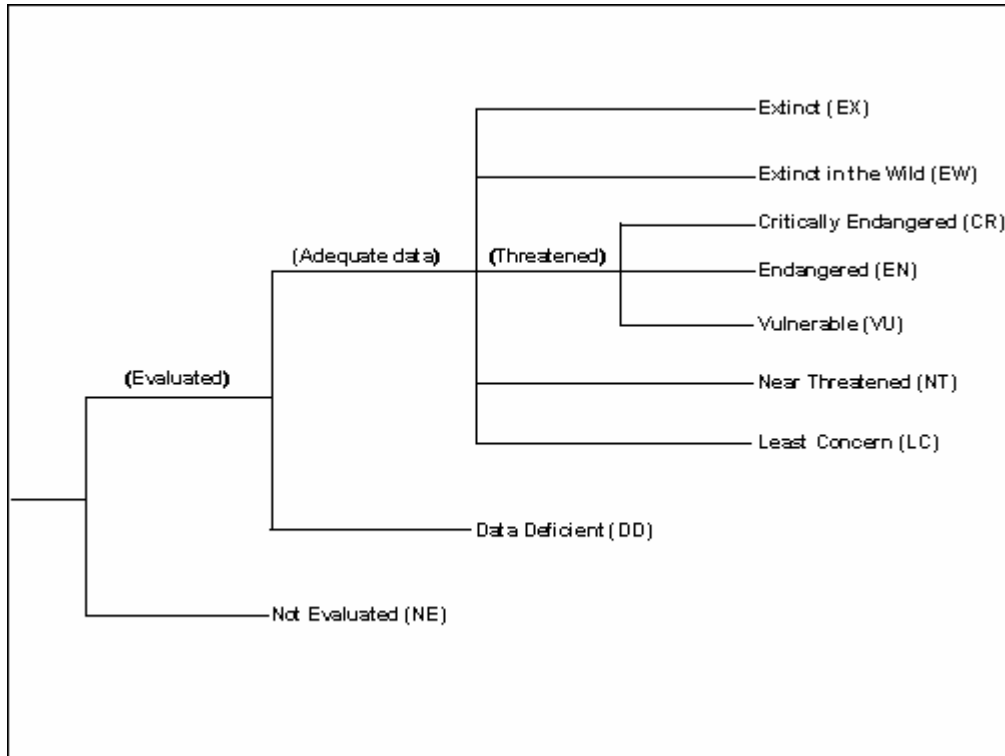 Extinct (EX)
Extinct in the Wild (EW)
Critically Endangered (CR)
(Adequate data)
(Threatened)
Endangered (EN)
Vulnerable (VU)
(Evaluated)
Near Threatened (NT)
Least Concern (LC)
Data Deficient (DD)
Not Evaluated (NE)